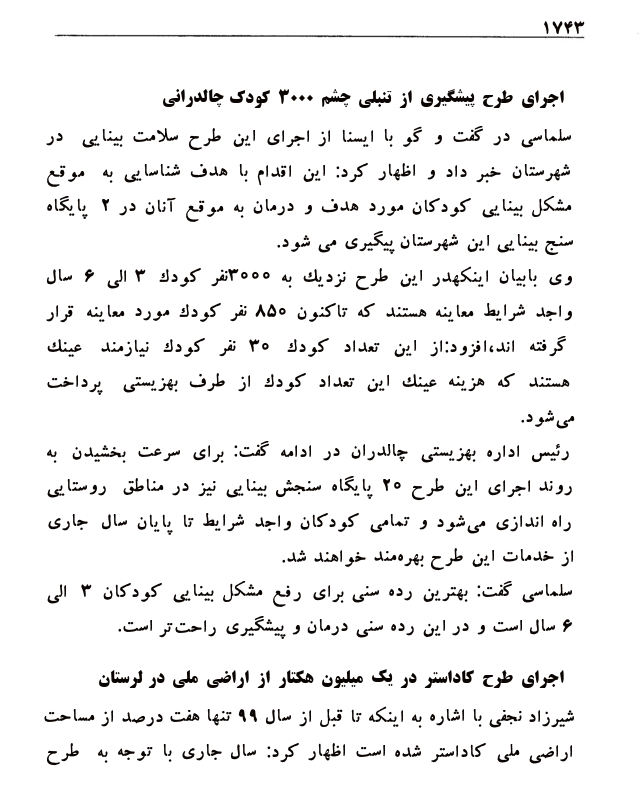 ۱۷۴۳
اجرای طرح پیشگیری از تنبلی چشم ۳۰۰۰ کودک چالدرانی
سلماسی در گفت و گو با ایسنا از اجرای این طرح سلامت بینایی در
شهرستان خبر داد و اظهار کرد: این اقدام با هدف شناسایی به موقع
مشکل بینایی کودکان مورد هدف و درمان به موقع آنان در ۲ پایگاه
سنج بینایی این شهرستان پیگیری می شود.
وی بابیان اینکهدر این طرح نزدیك به ۳۰۰۰نفر کودك ۳ الی ۶ سال
واجد شرایط معاینه هستند که تاکنون ۸۵۰ نفر کودك مورد معاینه قرار
گرفته اند،افزود:از این تعداد کودك ۳۰ نفر کودك نیازمند عینك
هستند که هزینه عینك این تعداد کودك از طرف بهزیستی پرداخت
می‌شود.
رئیس اداره بهزیستی چالدران در ادامه گفت: برای سرعت بخشیدن به
روند اجرای این طرح ۲۰ پایگاه سنجش بینایی نیز در مناطق روستایی
راه اندازی می‌شود و تمامی کودکان واجد شرایط تا پایان سال جاری
از خدمات این طرح بهره‌مند خواهند شد.
سلماسی گفت: بهترین رده سنی برای رفع مشکل بینایی کودکان ۳ الی
۶ سال است و در این رده سنی درمان و پیشگیری راحت‌تر است.
اجرای طرح کاداستر در یک میلیون هکتار از اراضی ملی در لرستان
شیرزاد نجفی با اشاره به اینکه تا قبل از سال ۹۹ تنها هفت درصد از مساحت
اراضی ملی کاداستر شده است اظهار کرد: سال جاری با توجه به طرح